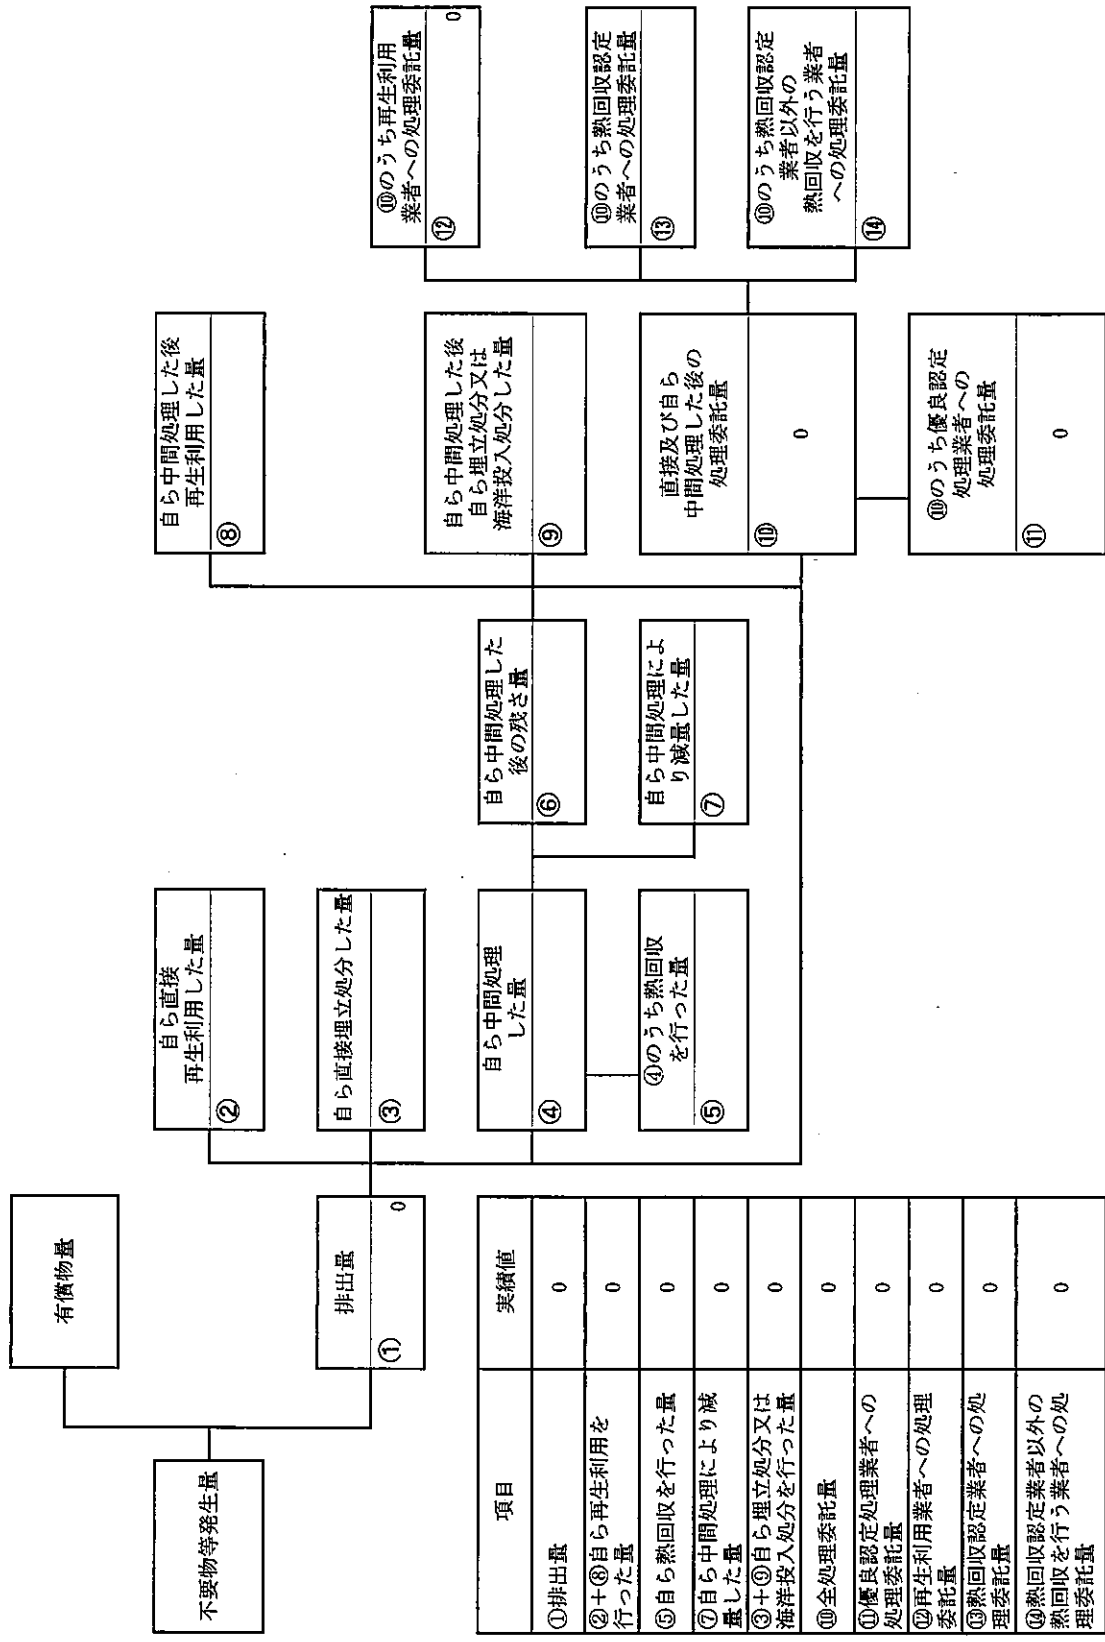 不要物等発生量
有償物量
排出量
①
0
自ら直接
再生利用した量
②
自ら直接埋立処分した量
③
自ら中間処理
した量
④
④のうち熱回収
を行った量
⑤
自ら中間処理した
後の残さ量
⑥
自ら中間処理によ
り減量した量
⑦
自ら中間処理した後
再生利用した量
⑧
自ら中間処理した後
自ら埋立処分又は
海洋投入処分した量
⑨
直接及び自ら
中間処理した後の
処理委託量
⑩
0
⑩のうち優良認定
処理業者への
処理委託量
⑪
0
⑩のうち再生利用
業者への処理委託量
⑫
0
⑩のうち熱回収認定
業者への処理委託量
⑬
⑩のうち熱回収認定
業者以外の
熱回収を行う業者
への処理委託量
⑭
項目 実績値
①排出量 0
②+⑧自ら再生利用を
行った量 0
⑤自ら熱回収を行った量 0
⑦自ら中間処理により減
量した量 0
③+⑨自ら埋立処分又は
海洋投入処分を行った量 0
⑩全処理委託量 0
⑪優良認定処理業者への
処理委託量 0
⑫再生利用業者への処理
委託量 0
⑬熱回収認定業者への処
理委託量 0
⑭熱回収認定業者以外の
熱回収を行う業者への処
理委託量 0